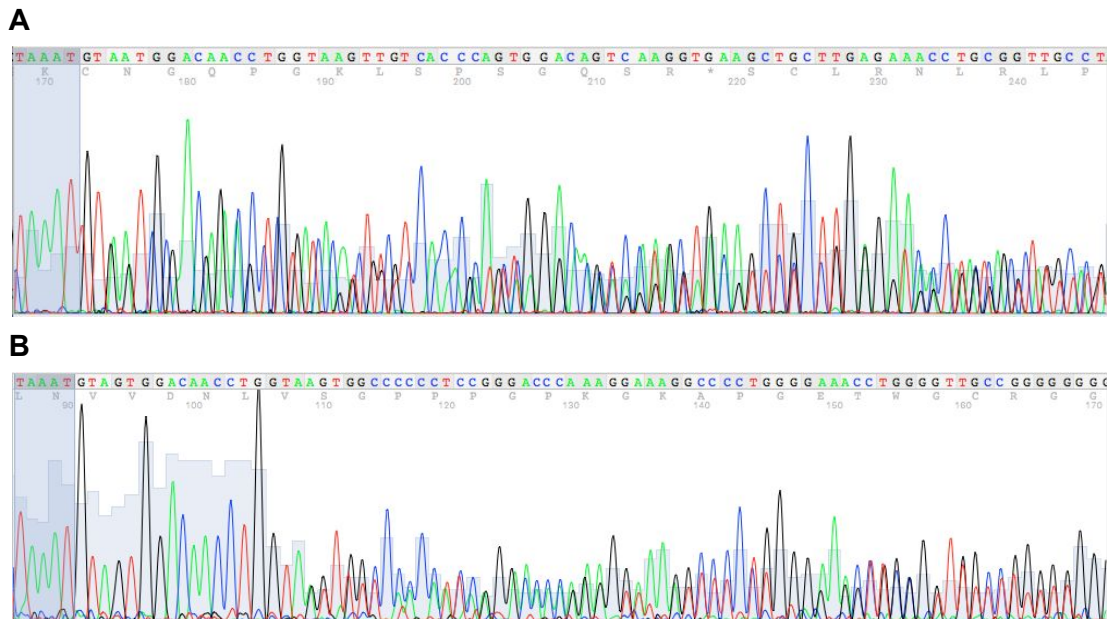 A
TAAATGTAATGGACAACCTGGTAAGTTGTCACCCAGTGGACAGTCAAGGTGAAGCTGCTTGAGAAACCTGCGGTTGCCT
K C N G Q P G K L S P S G Q S R * S C L R N L R L P
170 180 190 200 210 220 230 240
B
TAAATGTAGTGGACAACCTGGTAAGTGGCCCCCCTCCGGGACCCAAAGGAAAGGCCCCTGGGGAAACCTGGGGTTGCCGGGGGGGG
L N V V D N L V S G P P P G P K G K A P G E T W G C R G G
90 100 110 120 130 140 150 160 170